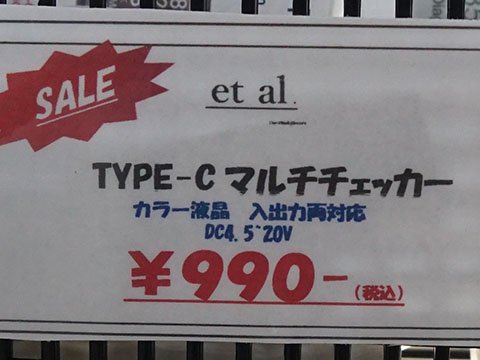 SALE
et al.
TYPE-C マルチチェッカー
カラー液晶 入出力両対応
DC4.5~20V
¥990-(税込)